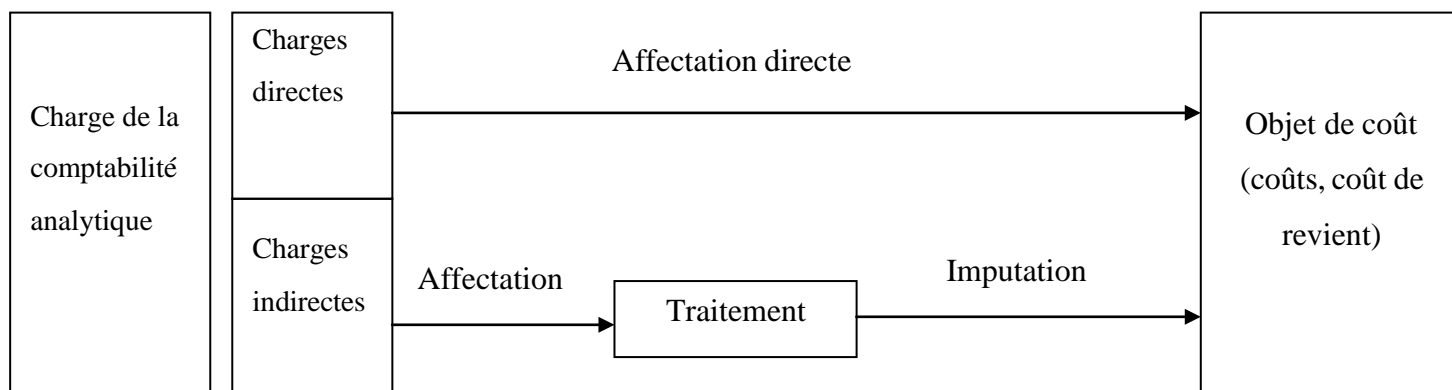 Charge de la
comptabilité
analytique
Charges
directes
Affectation directe
Charges
indirectes
Affectation
Traitement
Imputation
Objet de coût
(coûts, coût de
revient)